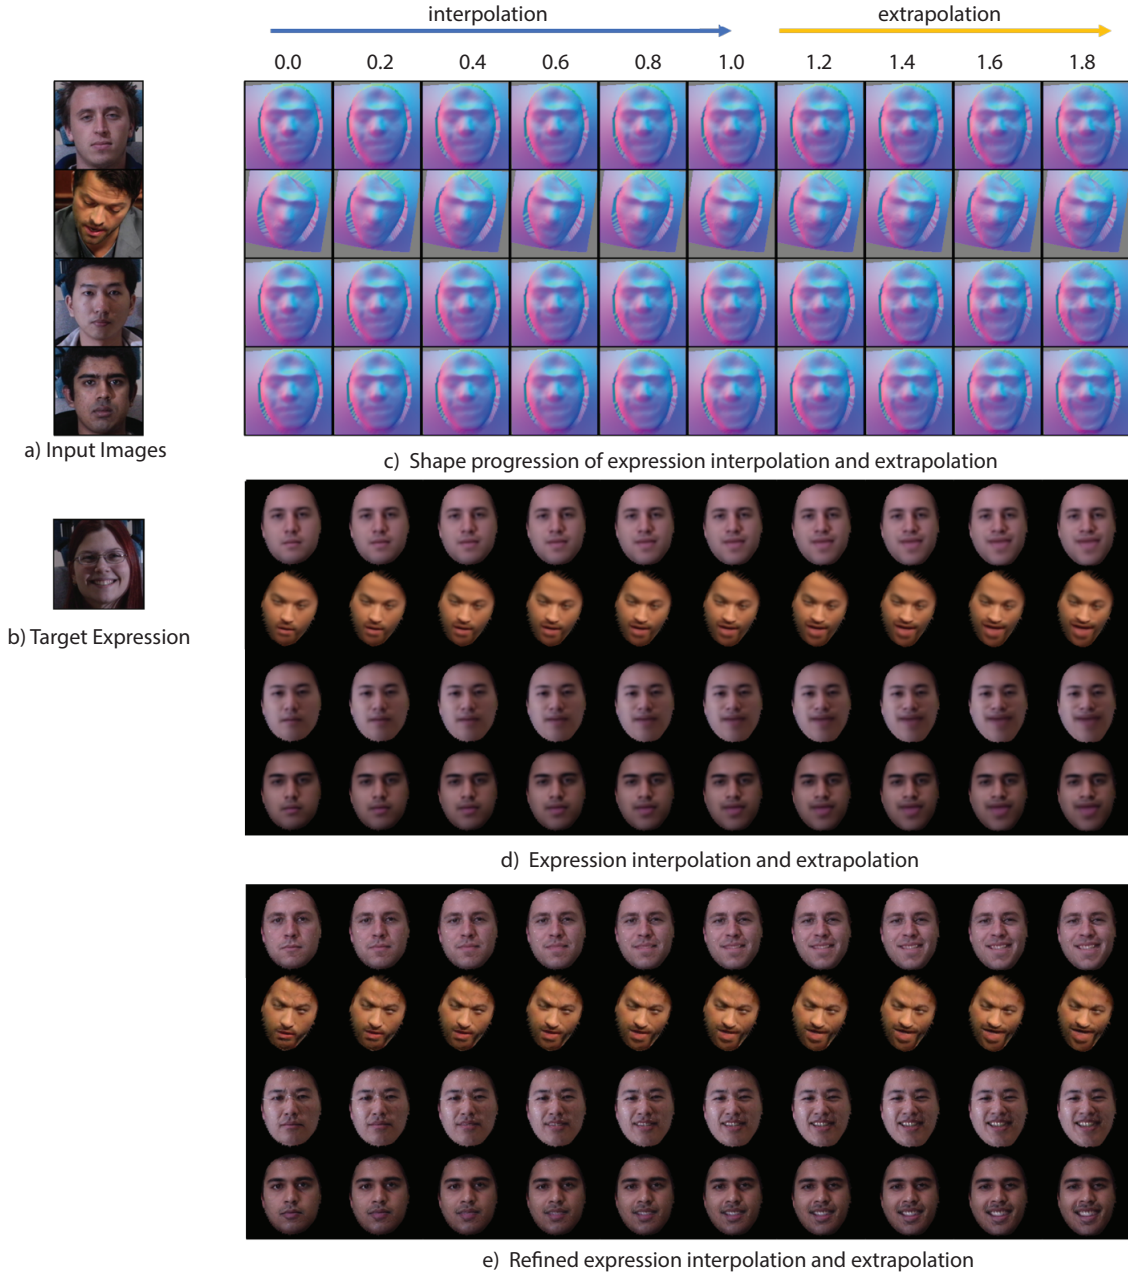 interpolation
extrapolation
0.0 0.2 0.4 0.6 0.8 1.0 1.2 1.4 1.6 1.8
a) Input Images
c) Shape progression of expression interpolation and extrapolation
b) Target Expression
d) Expression interpolation and extrapolation
e) Refined expression interpolation and extrapolation